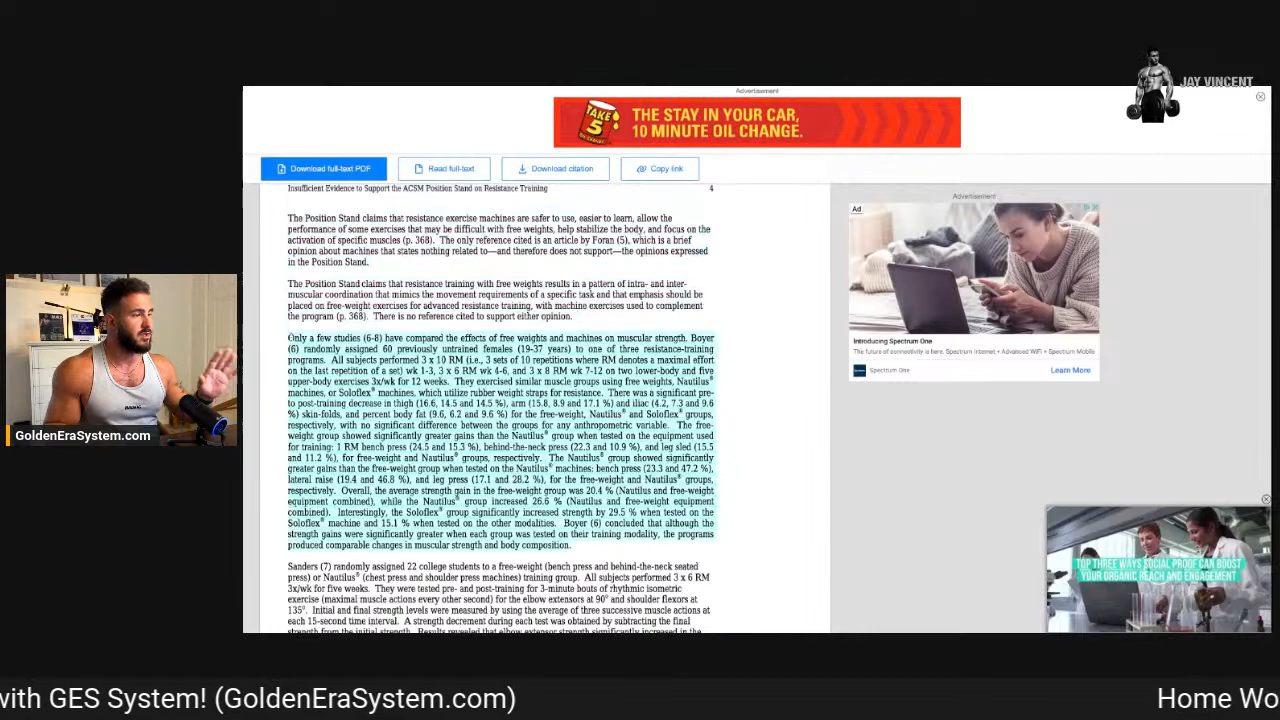 Advertisement
JAY VINCENT
TAKE 5
THE STAY IN YOUR CAR,
10 MINUTE OIL CHANGE.
Download full-text PDF
Read full-text
Download citation
Copy link
Insufficient Evidence to Support the ACSM Position Stand on Resistance Training 4
The Position Stand claims that resistance exercise machines are safer to use, easier to learn, allow the
performance of some exercises that may be difficult with free weights, help stabilize the body, and focus on the
activation of specific muscles (p. 368). The only reference cited is an article by Foran (5), which is a brief
opinion about machines that states nothing related to—and therefore does not support—the opinions expressed
in the Position Stand.
The Position Stand claims that resistance training with free weights results in a pattern of intra- and inter-
muscular coordination that mimics the movement requirements of a specific task and that emphasis should be
placed on free-weight exercises for advanced resistance training, with machine exercises used to complement
the program (p. 368). There is no reference cited to support either opinion.
Only a few studies (6-8) have compared the effects of free weights and machines on muscular strength. Boyer
(6) randomly assigned 60 previously untrained females (19-37 years) to one of three resistance-training
programs. All subjects performed 3 x 10 RM (i.e., 3 sets of 10 repetitions where RM denotes a maximal effort
on the last repetition of a set) wk 1-3, 3 x 6 RM wk 4-6, and 3 x 8 RM wk 7-12 on two lower-body and five
upper-body exercises 3x/wk for 12 weeks. They exercised similar muscle groups using free weights, Nautilus®
machines, or Soloflex® machines, which utilize rubber weight straps for resistance. There was a significant pre-
to post-training decrease in thigh (16.6, 14.5 and 14.5 %), arm (15.8, 8.9 and 17.1 %) and iliac (4.2, 7.3 and 9.6
%) skin-folds, and percent body fat (9.6, 6.2 and 9.6 %) for the free-weight, Nautilus® and Soloflex® groups,
respectively, with no significant difference between the groups for any anthropometric variable. The free-
weight group showed significantly greater gains than the Nautilus® group when tested on the equipment used
for training: 1 RM bench press (24.5 and 15.3 %), behind-the-neck press (22.3 and 10.9 %), and leg sled (15.5
and 11.2 %), for free-weight and Nautilus® groups, respectively. The Nautilus® group showed significantly
greater gains than the free-weight group when tested on the Nautilus® machines: bench press (23.3 and 47.2 %),
lateral raise (19.4 and 46.8 %), and leg press (17.1 and 28.2 %), for the free-weight and Nautilus® groups,
respectively. Overall, the average strength gain in the free-weight group was 20.4 % (Nautilus and free-weight
equipment combined), while the Nautilus® group increased 26.6 % (Nautilus and free-weight equipment
combined). Interestingly, the Soloflex® group significantly increased strength by 29.5 % when tested on the
Soloflex® machine and 15.1 % when tested on the other modalities. Boyer (6) concluded that although the
strength gains were significantly greater when each group was tested on their training modality, the programs
produced comparable changes in muscular strength and body composition.
Sanders (7) randomly assigned 22 college students to a free-weight (bench press and behind-the-neck seated
press) or Nautilus® (chest press and shoulder press machines) training group. All subjects performed 3 x 6 RM
3x/wk for five weeks. They were tested pre- and post-training for 3-minute bouts of rhythmic isometric
exercise (maximal muscle actions every other second) for the elbow extensors at 90° and shoulder flexors at
135°. Initial and final strength levels were measured by using the average of three successive muscle actions at
each 15-second time interval. A strength decrement during each test was obtained by subtracting the final
strength from the initial strength. Results revealed that elbow extensor strength significantly increased in the
Advertisement
Ad
Introducing Spectrum One
The future of connectivity is here. Spectrum Internet + Advanced WiFi + Spectrum Mobile
Spectrum One
Learn More
TOP THREE WAYS SOCIAL PROOF CAN BOOST
YOUR ORGANIC REACH AND ENGAGEMENT
GoldenEraSystem.com
with GES System! (GoldenEraSystem.com)
Home Wo